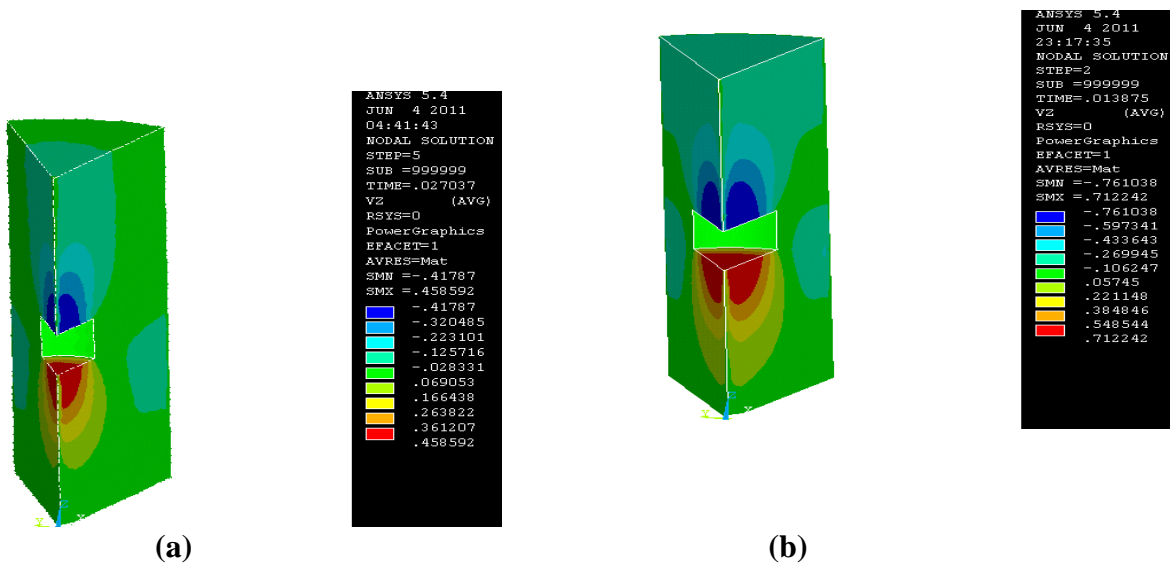 ANSYS 5.4
JUN  4 2011
04:41:43
NODAL SOLUTION
STEP=5
SUB =999999
TIME=.027037
VZ (AVG)
RSYS=0
PowerGraphics
EFACET=1
AVRES=Mat
SMN =-.41787
SMX =.458592
-.41787
-.320485
-.223101
-.125716
-.028331
.069053
.166438
.263822
.361207
.458592
Z
Y X
(a)
ANSYS 5.4
JUN  4 2011
23:17:35
NODAL SOLUTION
STEP=2
SUB =999999
TIME=.013875
VZ (AVG)
RSYS=0
PowerGraphics
EFACET=1
AVRES=Mat
SMN =-.761038
SMX =.712242
-.761038
-.597341
-.433643
-.269945
-.106247
.05745
.221148
.384846
.548544
.712242
Z
Y X
(b)